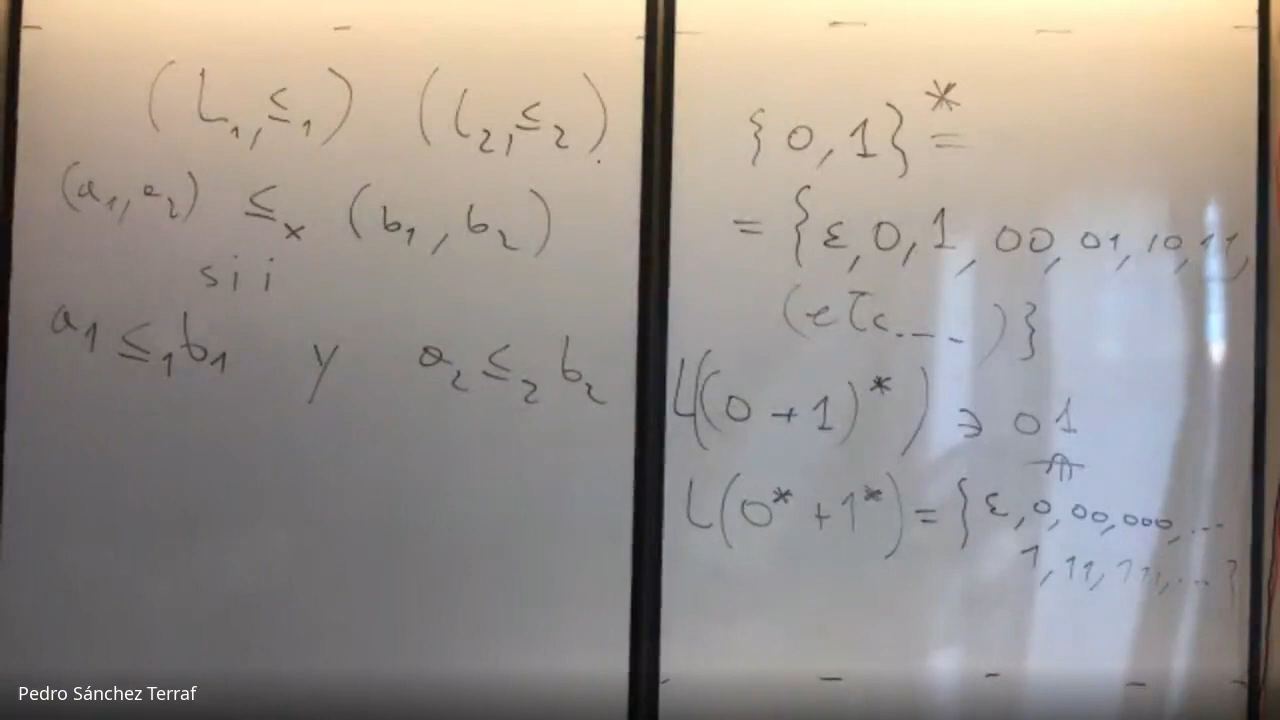 (L₁, ≤₁) (L₂, ≤₂).
(a₁, a₂) ≤ₓ (b₁, b₂)
sii
a₁ ≤₁ b₁ y a₂ ≤₂ b₂
{0, 1}* =
= {ε, 0, 1, 00, 01, 10, 11,
(etc...)}
L((0 + 1)*) ∋ 01
L(0* + 1*) = {ε, 0, 00, 000, ...
1, 11, 111, ...}
Pedro Sánchez Terraf